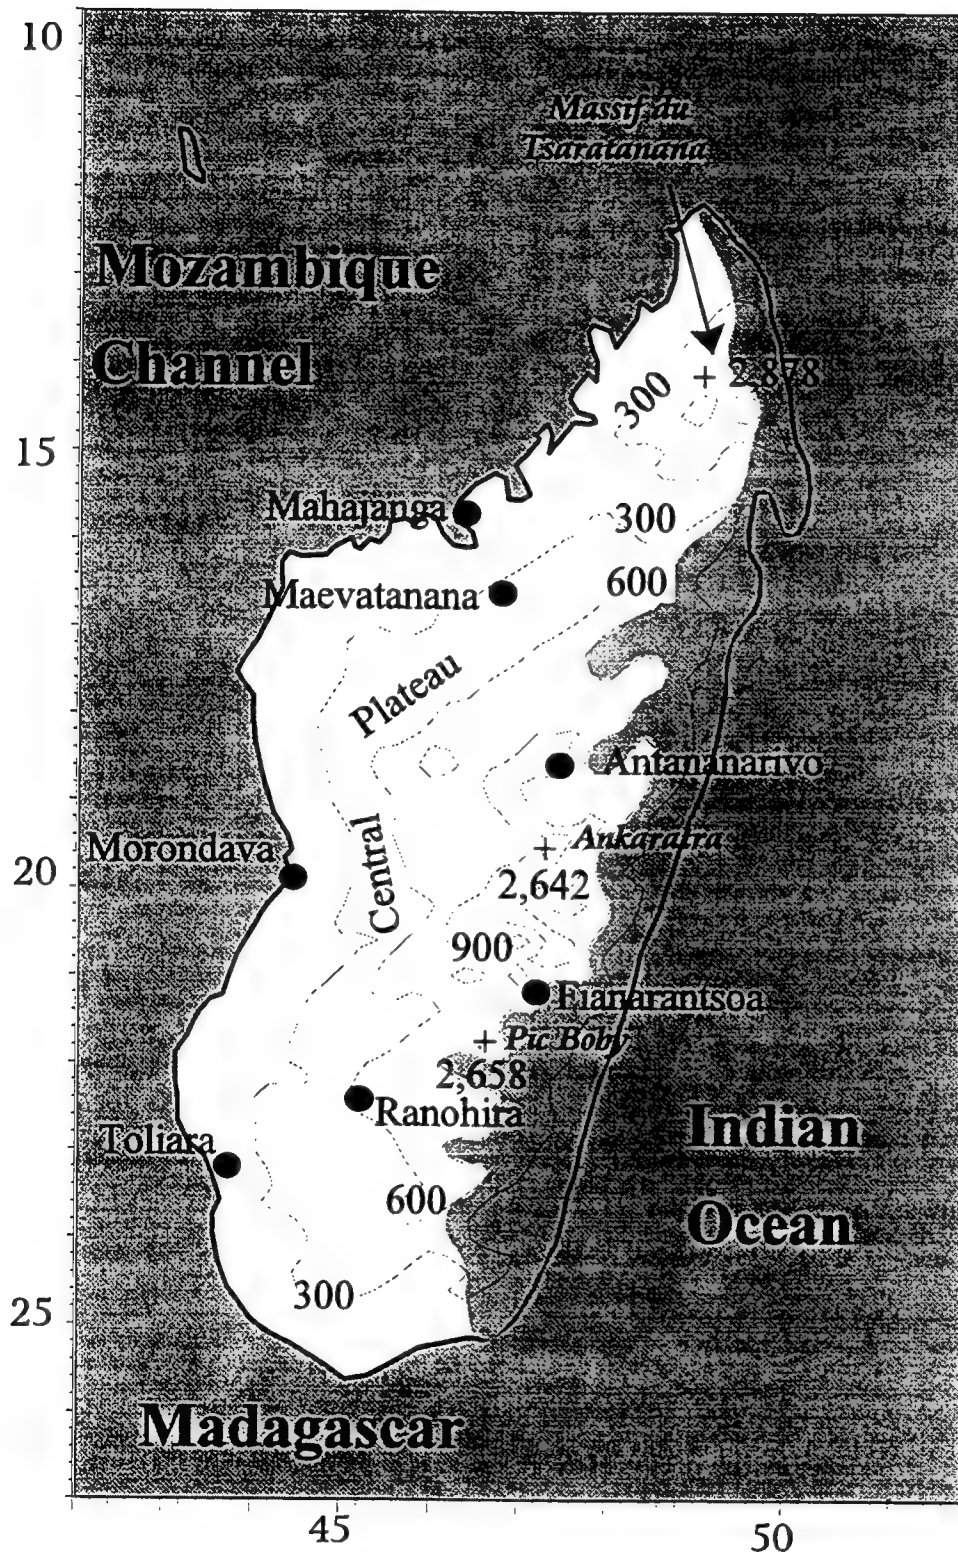 10
Massif du
Tsaratanana
Mozambique
Channel
300
2,878
15
Mahajanga
300
Maevatanana
600
Plateau
Antananarivo
Morondava
Ankaratra
20
Central
2,642
900
Fianarantsoa
Pic Boby
2,658
Ranohira
Indian
Toliara
600
Ocean
300
25
Madagascar
45
50